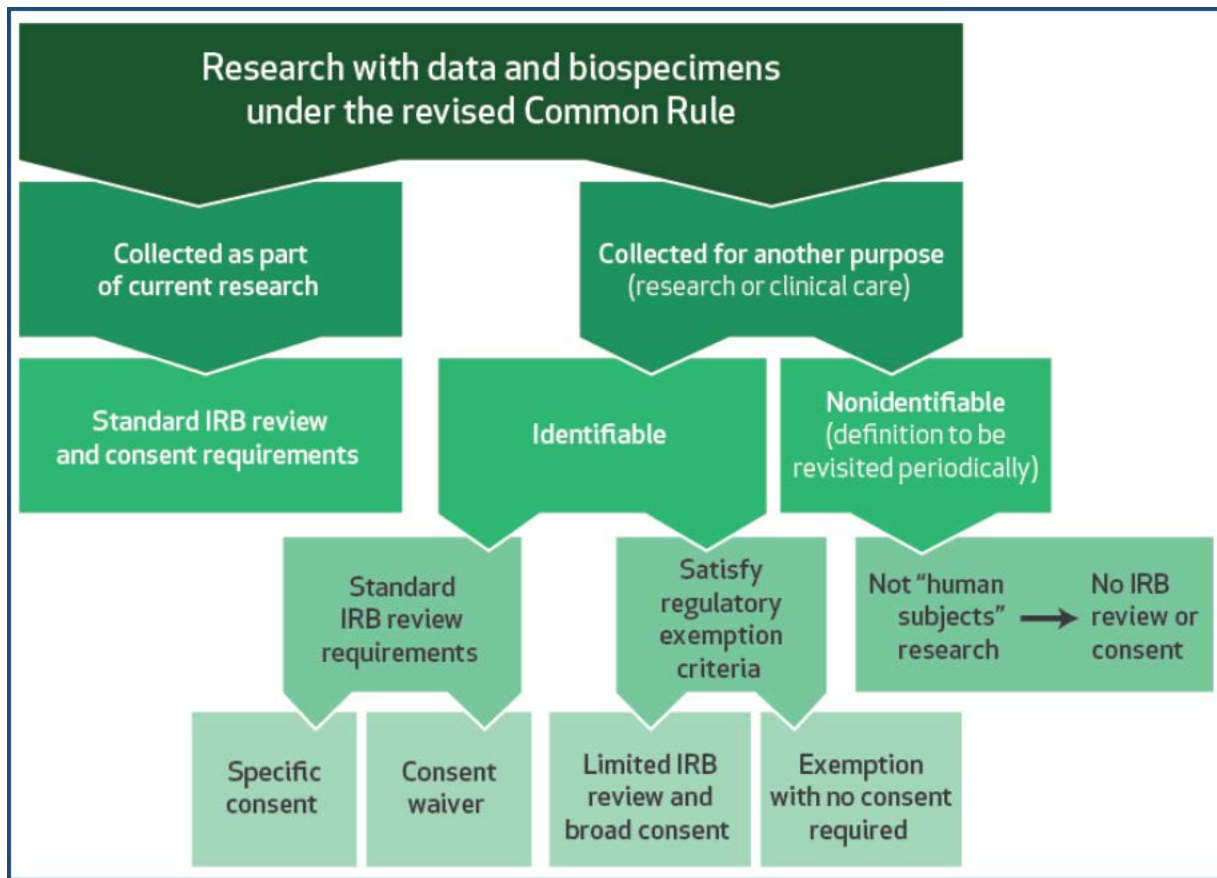 Research with data and biospecimens
under the revised Common Rule
Collected as part
of current research
Collected for another purpose
(research or clinical care)
Standard IRB review
and consent requirements
Identifiable
Nonidentifiable
(definition to be
revisited periodically)
Standard
IRB review
requirements
Satisfy
regulatory
exemption
criteria
Not “human
subjects”
research
No IRB
review or
consent
Specific
consent
Consent
waiver
Limited IRB
review and
broad consent
Exemption
with no consent
required